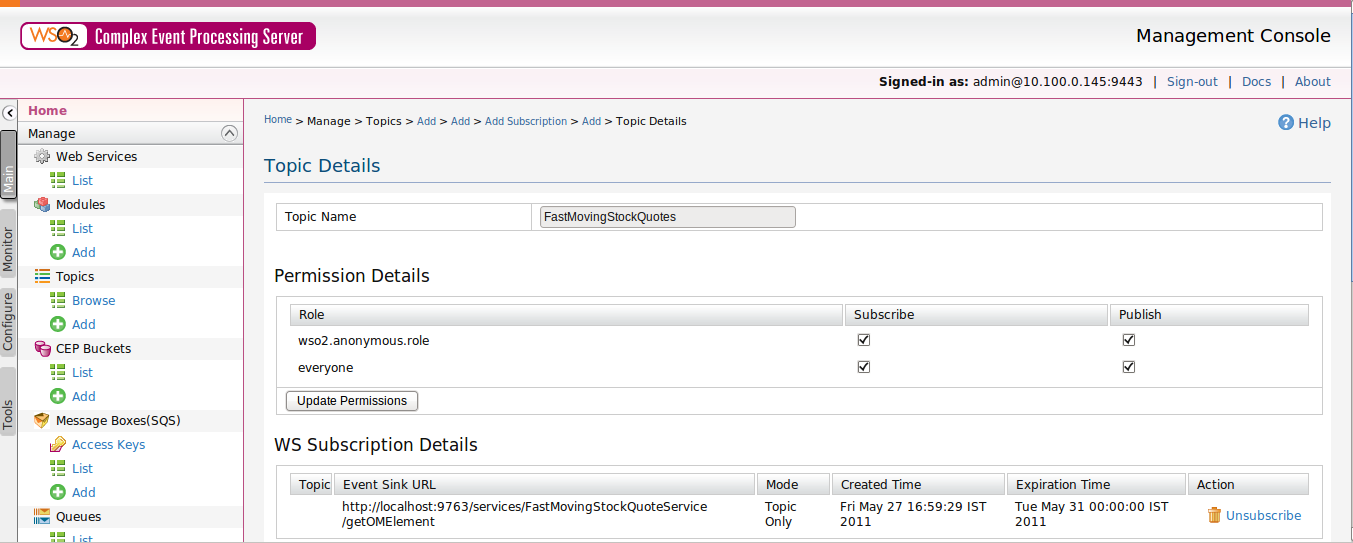 WSO2 Complex Event Processing Server
Management Console
Signed-in as: admin@10.100.0.145:9443 | Sign-out | Docs | About
Main
Monitor
Configure
Tools
Home
Manage
Web Services
List
Modules
List
Add
Topics
Browse
Add
CEP Buckets
List
Add
Message Boxes(SQS)
Access Keys
List
Add
Queues
List
Home > Manage > Topics > Add > Add > Add Subscription > Add > Topic Details
? Help
Topic Details
Topic Name FastMovingStockQuotes
Permission Details
Role Subscribe Publish
wso2.anonymous.role
everyone
Update Permissions
WS Subscription Details
Topic Event Sink URL Mode Created Time Expiration Time Action
http://localhost:9763/services/FastMovingStockQuoteService Topic Fri May 27 16:59:29 IST Tue May 31 00:00:00 IST Unsubscribe
/getOMElement Only 2011 2011